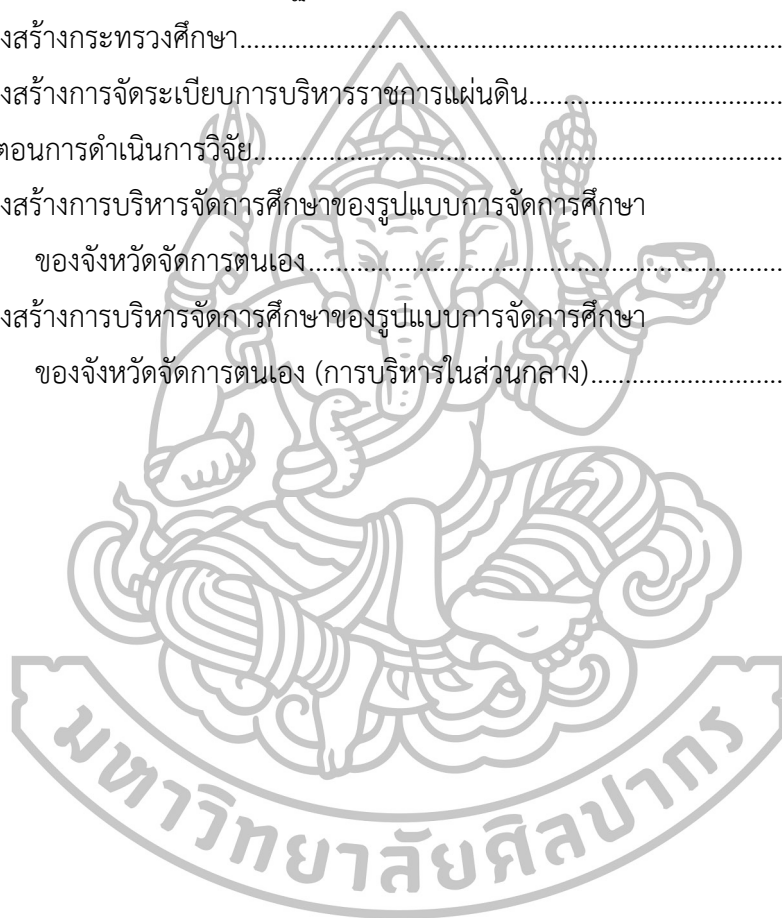 งสร้างกระทรวงศึกษา
งสร้างการจัดระเบียบการบริหารราชการแผ่นดิน
ตอนการดำเนินการวิจัย
งสร้างการบริหารจัดการศึกษาของรูปแบบการจัดการศึกษา
ของจังหวัดจัดการตนเอง
งสร้างการบริหารจัดการศึกษาของรูปแบบการจัดการศึกษา
ของจังหวัดจัดการตนเอง (การบริหารในส่วนกลาง)
มหาวิทยาลัยศิลปากร